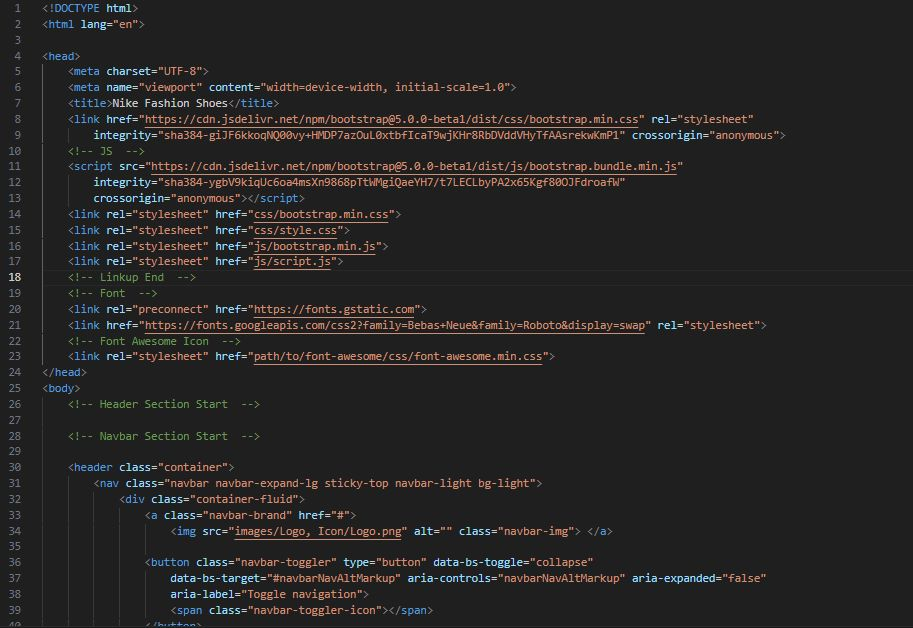 1 <!DOCTYPE html>
2 <html lang="en">
3
4 <head>
5 <meta charset="UTF-8">
6 <meta name="viewport" content="width=device-width, initial-scale=1.0">
7 <title>Nike Fashion Shoes</title>
8 <link href="https://cdn.jsdelivr.net/npm/bootstrap@5.0.0-beta1/dist/css/bootstrap.min.css" rel="stylesheet"
9 integrity="sha384-giJF6kkoqNQ00vy+HMDP7azOuL0xtbfIcaT9wjKHr8RbDVddVHyTfAAsrekwKmP1" crossorigin="anonymous">
10 <!-- JS -->
11 <script src="https://cdn.jsdelivr.net/npm/bootstrap@5.0.0-beta1/dist/js/bootstrap.bundle.min.js"
12 integrity="sha384-ygbV9kiqUc6oa4msXn9868pTtWMgiQaeYH7/t7LECLbyPA2x65Kgf80OJFdroafW"
13 crossorigin="anonymous"></script>
14 <link rel="stylesheet" href="css/bootstrap.min.css">
15 <link rel="stylesheet" href="css/style.css">
16 <link rel="stylesheet" href="js/bootstrap.min.js">
17 <link rel="stylesheet" href="js/script.js">
18 <!-- Linkup End -->
19 <!-- Font -->
20 <link rel="preconnect" href="https://fonts.gstatic.com">
21 <link href="https://fonts.googleapis.com/css2?family=Bebas+Neue&family=Roboto&display=swap" rel="stylesheet">
22 <!-- Font Awesome Icon -->
23 <link rel="stylesheet" href="path/to/font-awesome/css/font-awesome.min.css">
24 </head>
25 <body>
26 <!-- Header Section Start -->
27
28 <!-- Navbar Section Start -->
29
30 <header class="container">
31 <nav class="navbar navbar-expand-lg sticky-top navbar-light bg-light">
32 <div class="container-fluid">
33 <a class="navbar-brand" href="#">
34 <img src="images/Logo, Icon/Logo.png" alt="" class="navbar-img"> </a>
35
36 <button class="navbar-toggler" type="button" data-bs-toggle="collapse"
37 data-bs-target="#navbarNavAltMarkup" aria-controls="navbarNavAltMarkup" aria-expanded="false"
38 aria-label="Toggle navigation">
39 <span class="navbar-toggler-icon"></span>
40 </button>